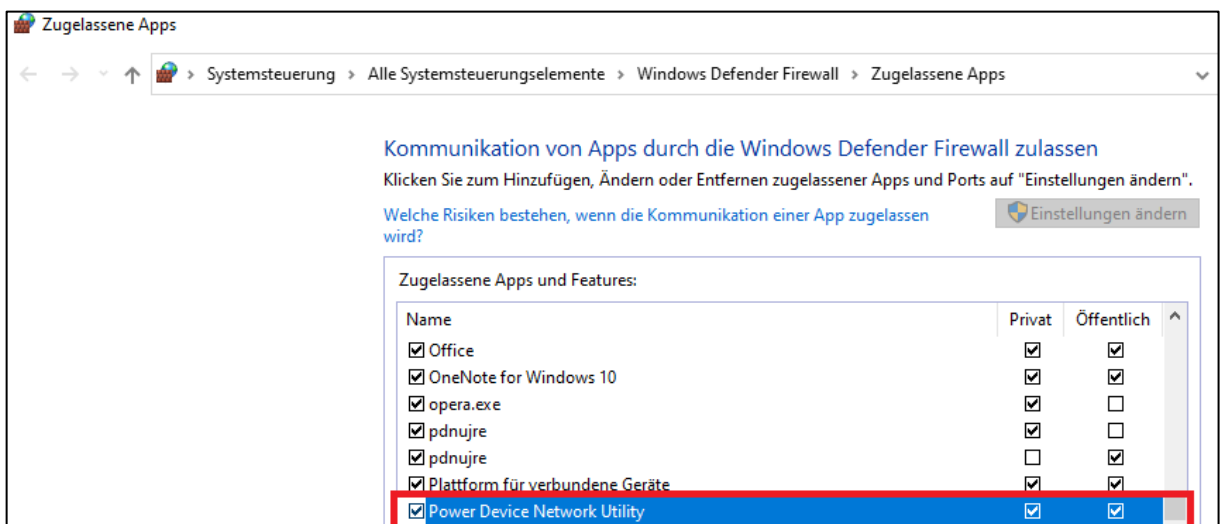 Zugelassene Apps
Systemsteuerung > Alle Systemsteuerungselemente > Windows Defender Firewall > Zugelassene Apps
Kommunikation von Apps durch die Windows Defender Firewall zulassen
Klicken Sie zum Hinzufügen, Ändern oder Entfernen zugelassener Apps und Ports auf "Einstellungen ändern".
Welche Risiken bestehen, wenn die Kommunikation einer App zugelassen
wird?
Einstellungen ändern
Zugelassene Apps und Features:
Name Privat Öffentlich
Office
OneNote for Windows 10
opera.exe
pdnujre
pdnujre
Plattform für verbundene Geräte
Power Device Network Utility